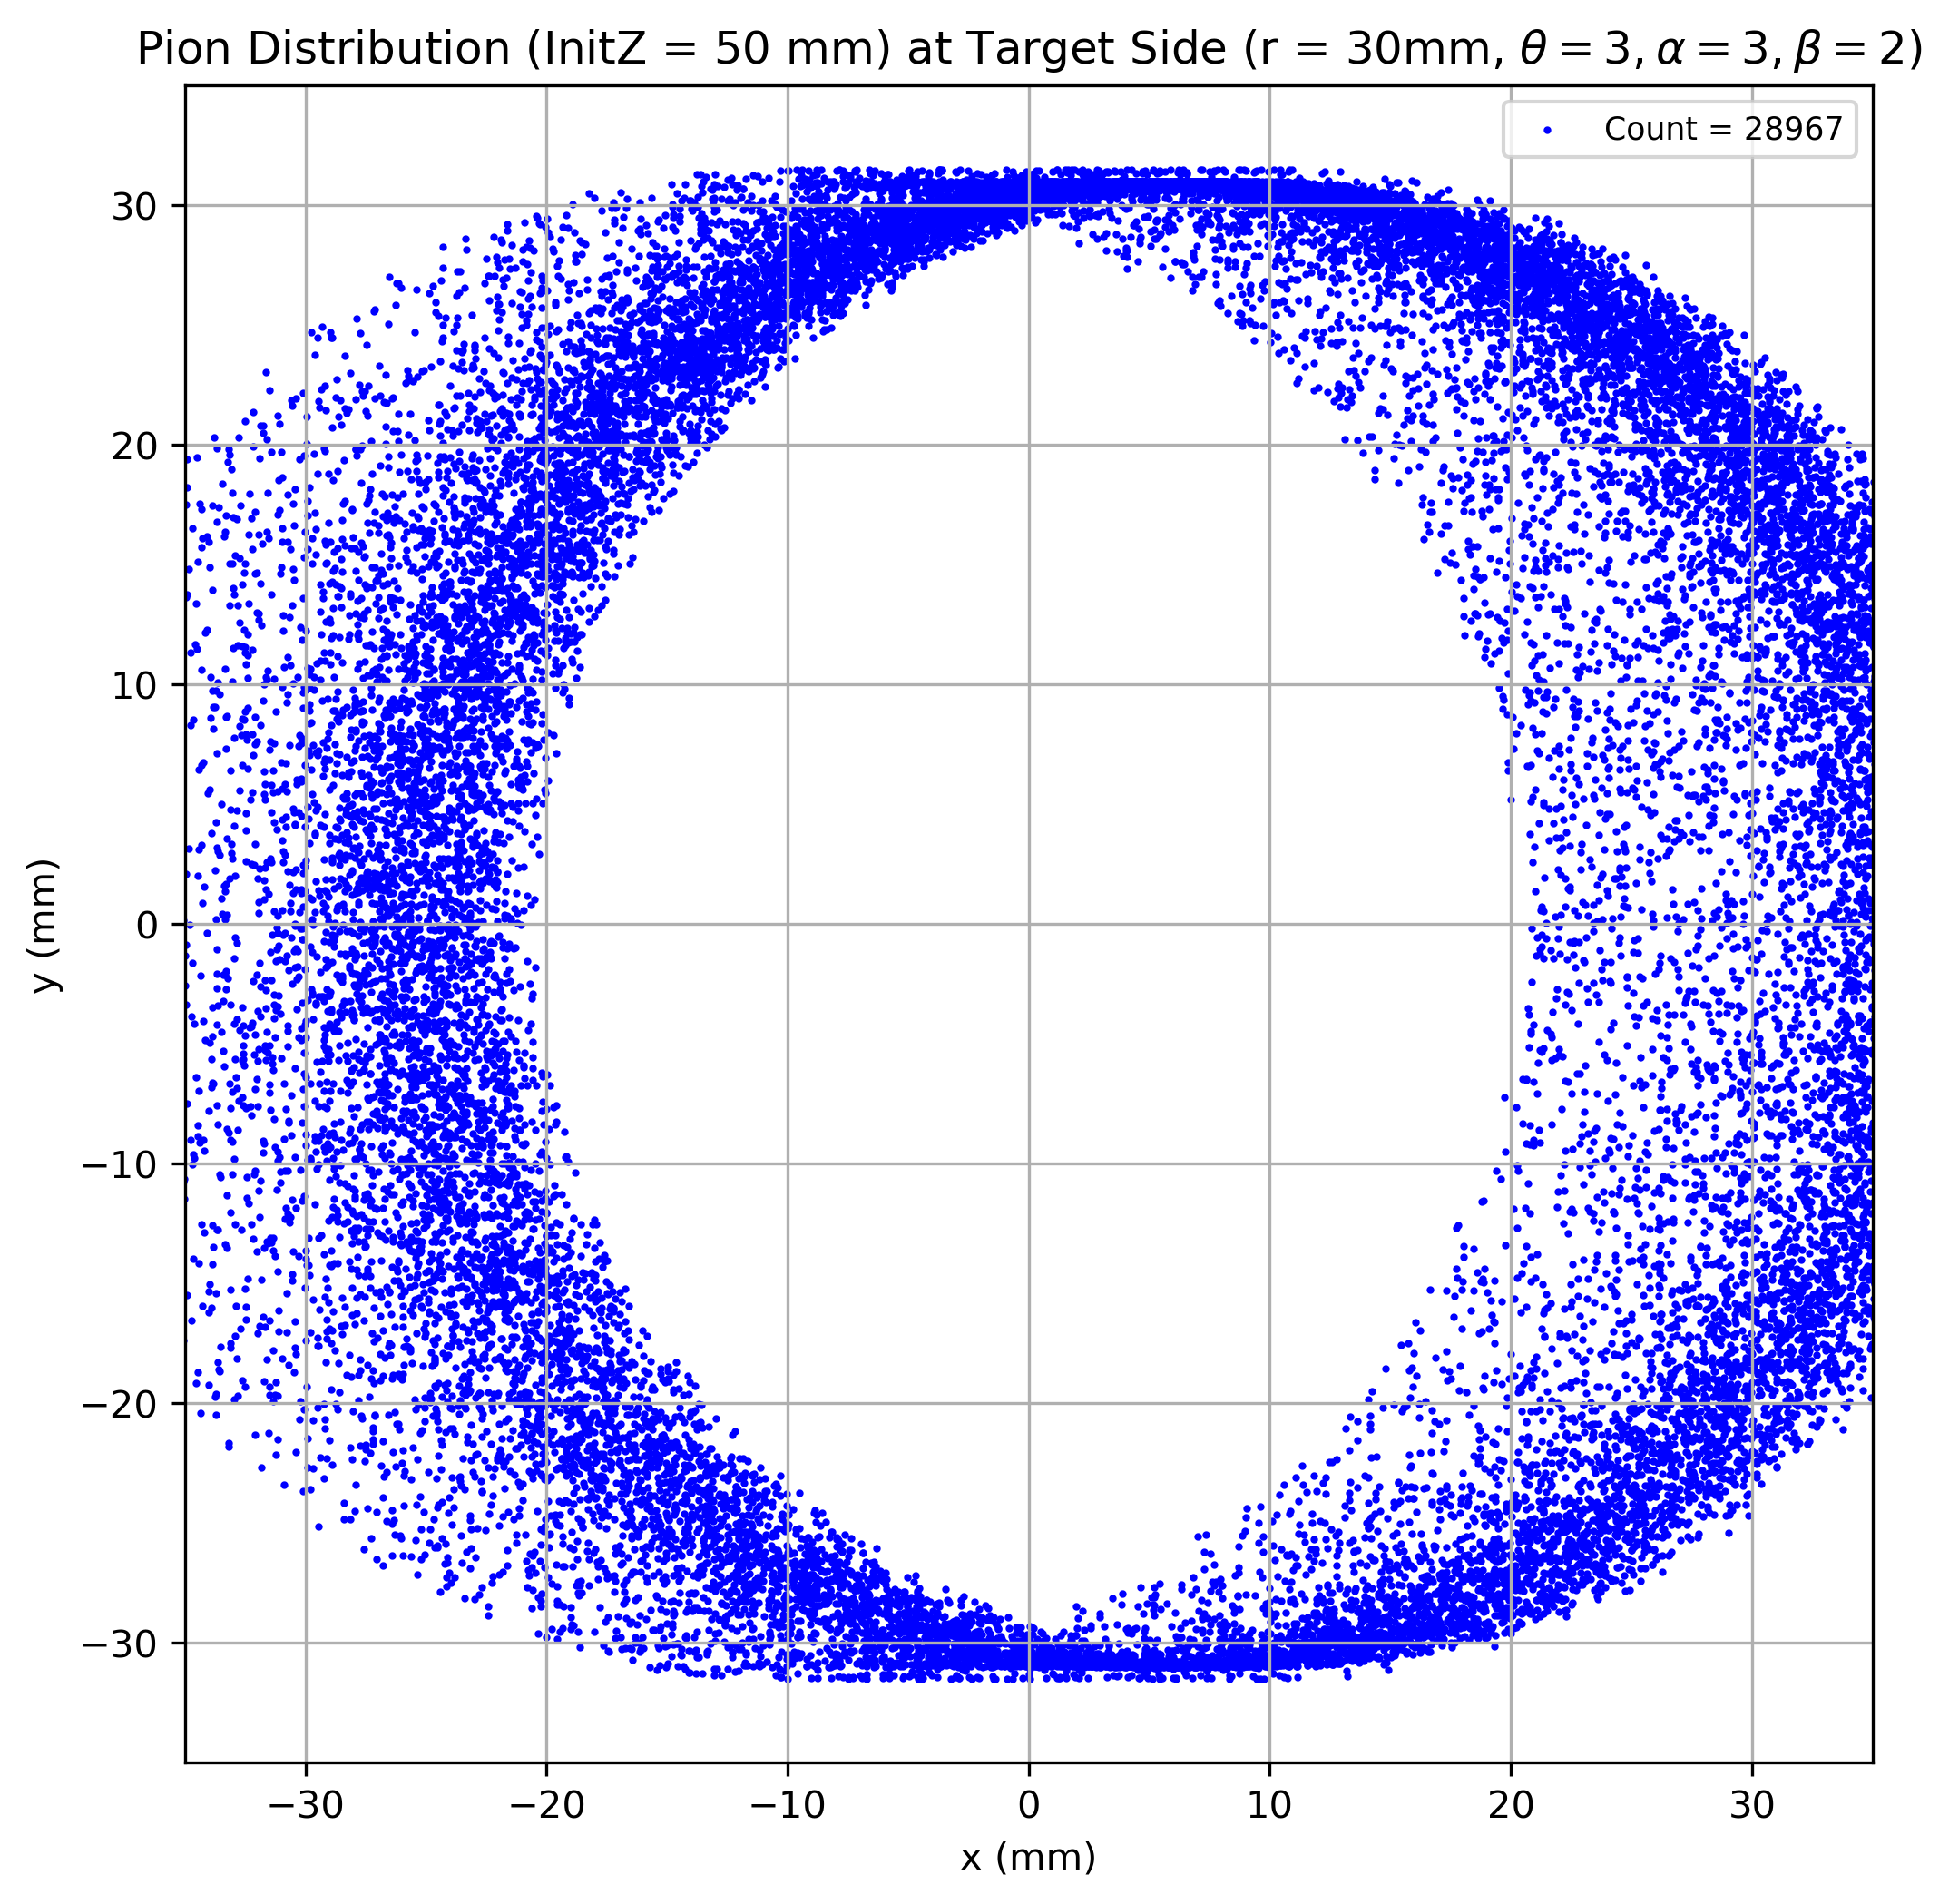 Pion Distribution (InitZ = 50 mm) at Target Side (r = 30mm, θ = 3, α = 3, β = 2)
Count = 28967
30
20
10
0
−10
−20
−30
y (mm)
−30 −20 −10 0 10 20 30
x (mm)